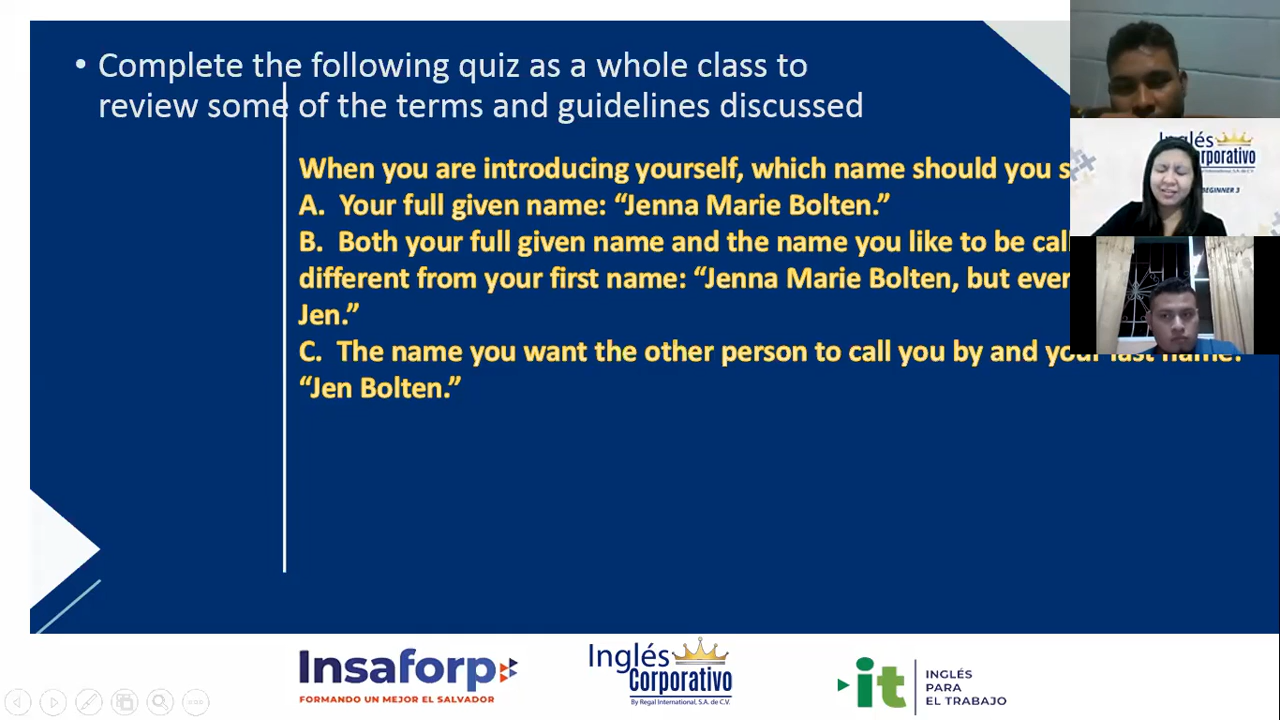 • Complete the following quiz as a whole class to
review some of the terms and guidelines discussed
When you are introducing yourself, which name should you
A. Your full given name: “Jenna Marie Bolten.”
B. Both your full given name and the name you like to be
different from your first name: “Jenna Marie Bolten, but
Jen.”
C. The name you want the other person to call you by and your last name:
“Jen Bolten.”
Inglés
Corporativo
BEGINNER 3
Insaforp
FORMANDO UN MEJOR EL SALVADOR
Inglés
Corporativo
By Regal International, S.A. de C.V.
it
INGLÉS
PARA
EL TRABAJO